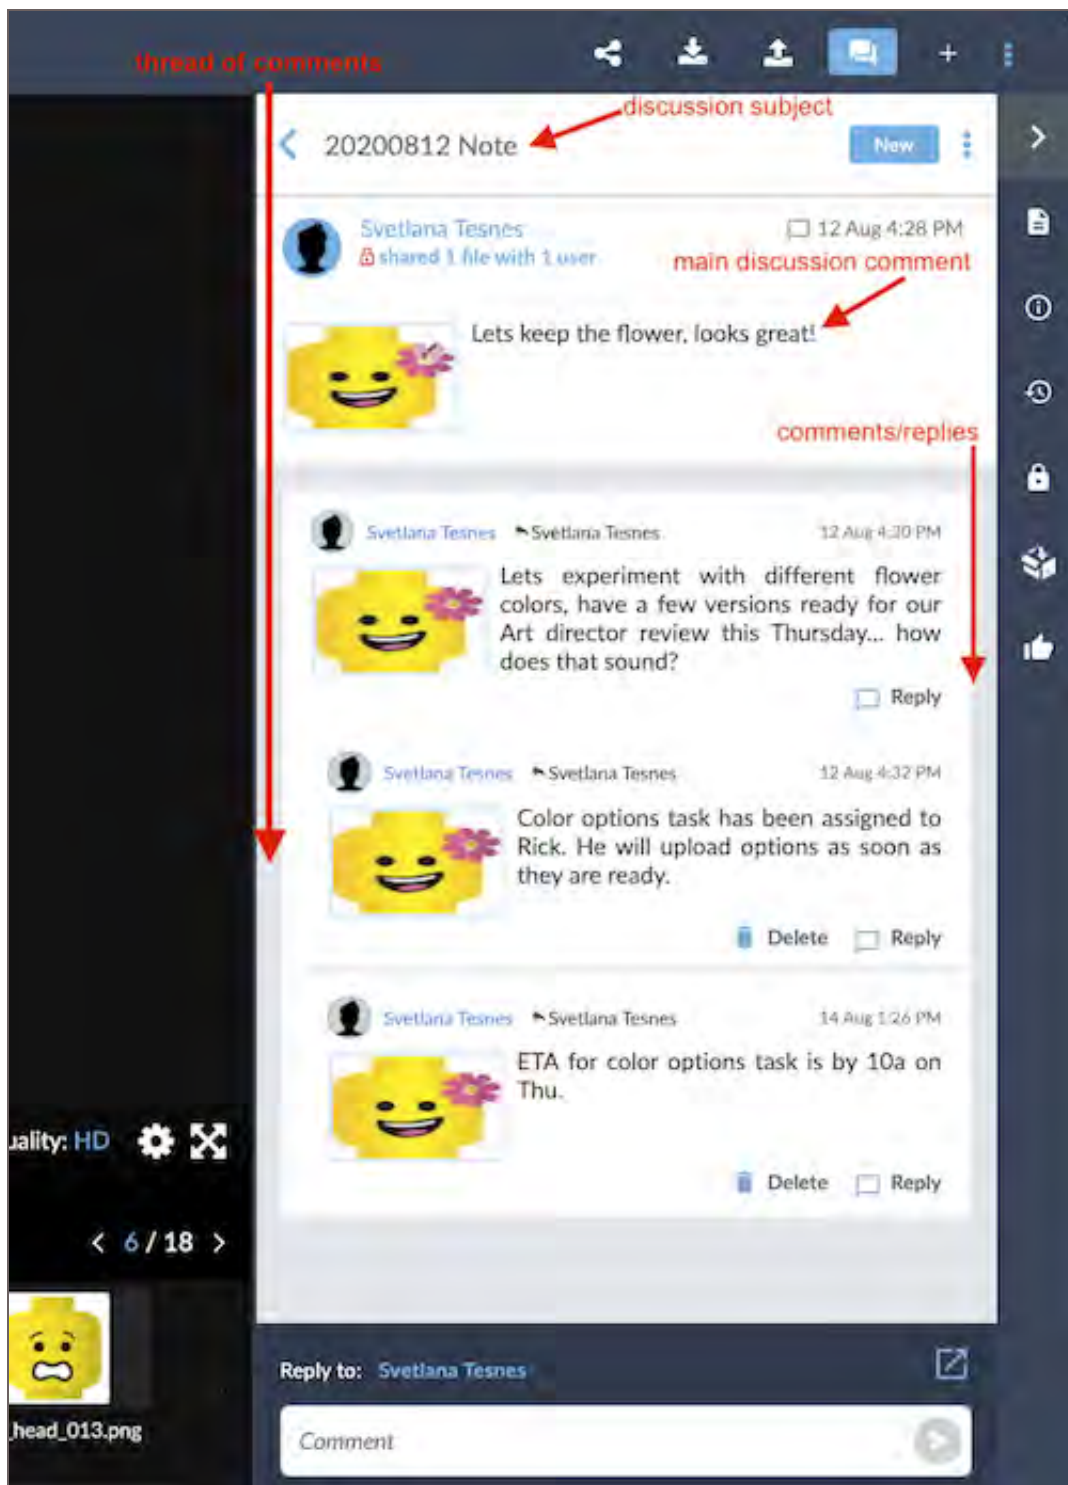 thread of comments
discussion subject
20200812 Note
New
Svetlana Tesnes
12 Aug 4:28 PM
shared 1 file with 1 user
main discussion comment
Lets keep the flower, looks great!
comments/replies
Svetlana Tesnes Svetlana Tesnes
12 Aug 4:30 PM
Lets experiment with different flower
colors, have a few versions ready for our
Art director review this Thursday... how
does that sound?
Reply
Svetlana Tesnes Svetlana Tesnes
12 Aug 4:32 PM
Color options task has been assigned to
Rick. He will upload options as soon as
they are ready.
Delete Reply
Svetlana Tesnes Svetlana Tesnes
14 Aug 1:26 PM
ETA for color options task is by 10a on
Thu.
uality: HD
Delete Reply
< 6 / 18 >
Reply to: Svetlana Tesnes
_head_013.png
Comment